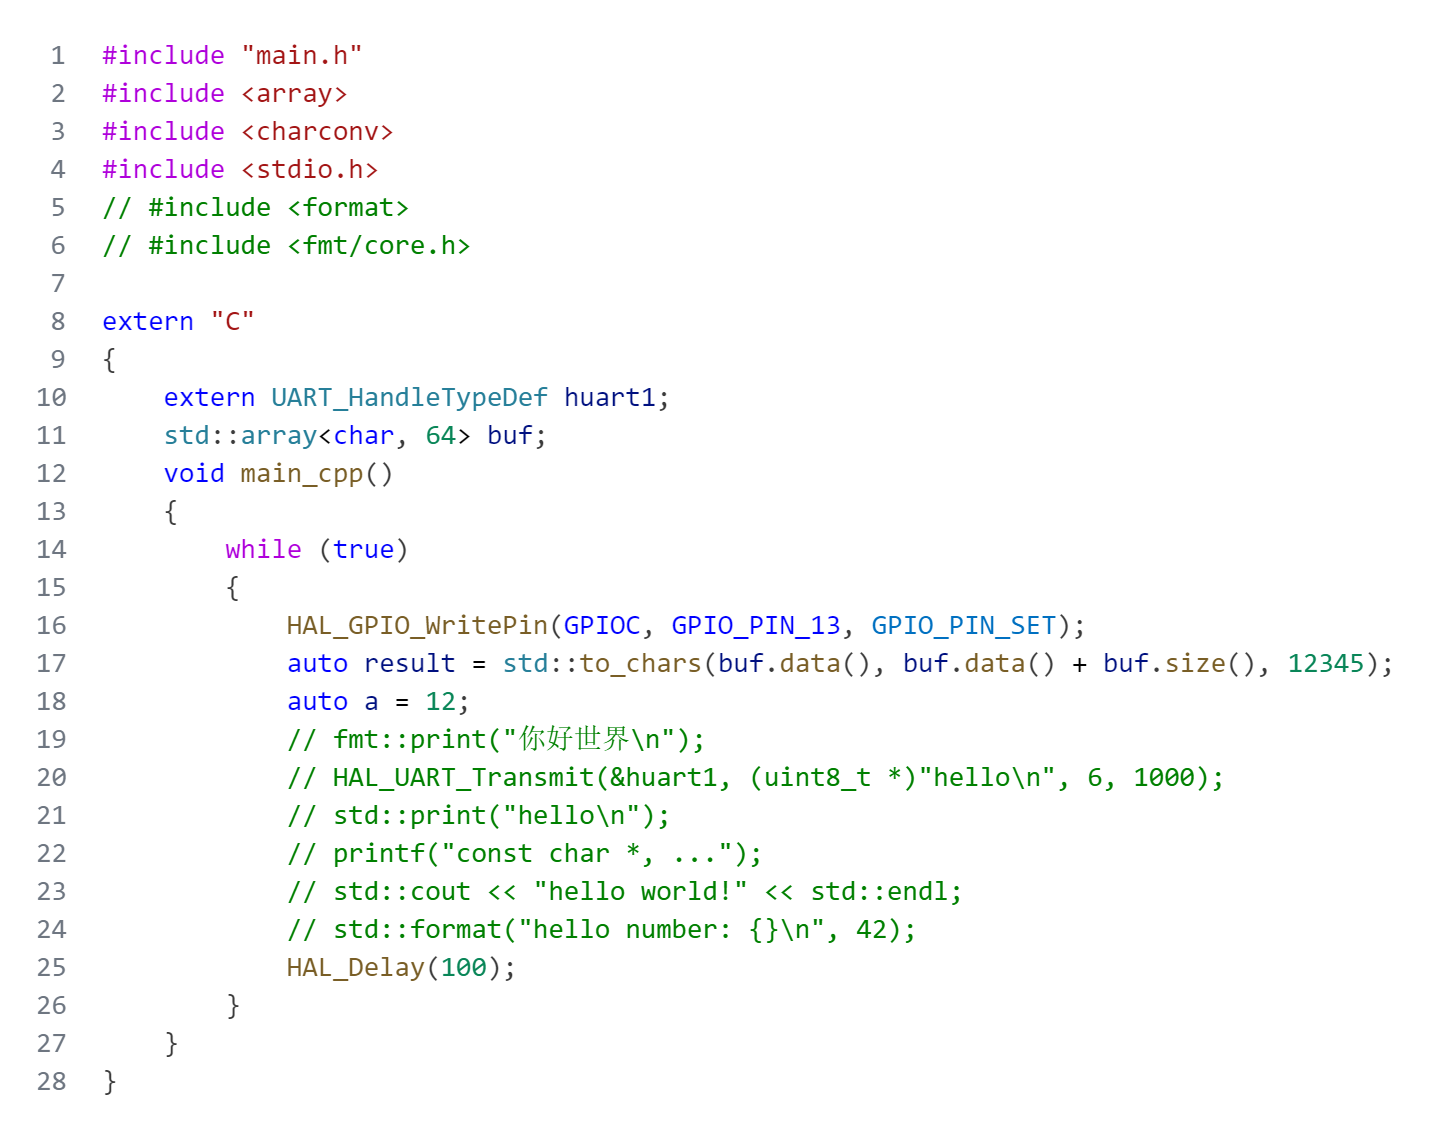 1 #include "main.h"
2 #include <array>
3 #include <charconv>
4 #include <stdio.h>
5 // #include <format>
6 // #include <fmt/core.h>
7
8 extern "C"
9 {
10     extern UART_HandleTypeDef huart1;
11     std::array<char, 64> buf;
12     void main_cpp()
13     {
14         while (true)
15         {
16             HAL_GPIO_WritePin(GPIOC, GPIO_PIN_13, GPIO_PIN_SET);
17             auto result = std::to_chars(buf.data(), buf.data() + buf.size(), 12345);
18             auto a = 12;
19             // fmt::print("你好世界\n");
20             // HAL_UART_Transmit(&huart1, (uint8_t *)"hello\n", 6, 1000);
21             // std::print("hello\n");
22             // printf("const char *, ...");
23             // std::cout << "hello world!" << std::endl;
24             // std::format("hello number: {}\n", 42);
25             HAL_Delay(100);
26         }
27     }
28 }